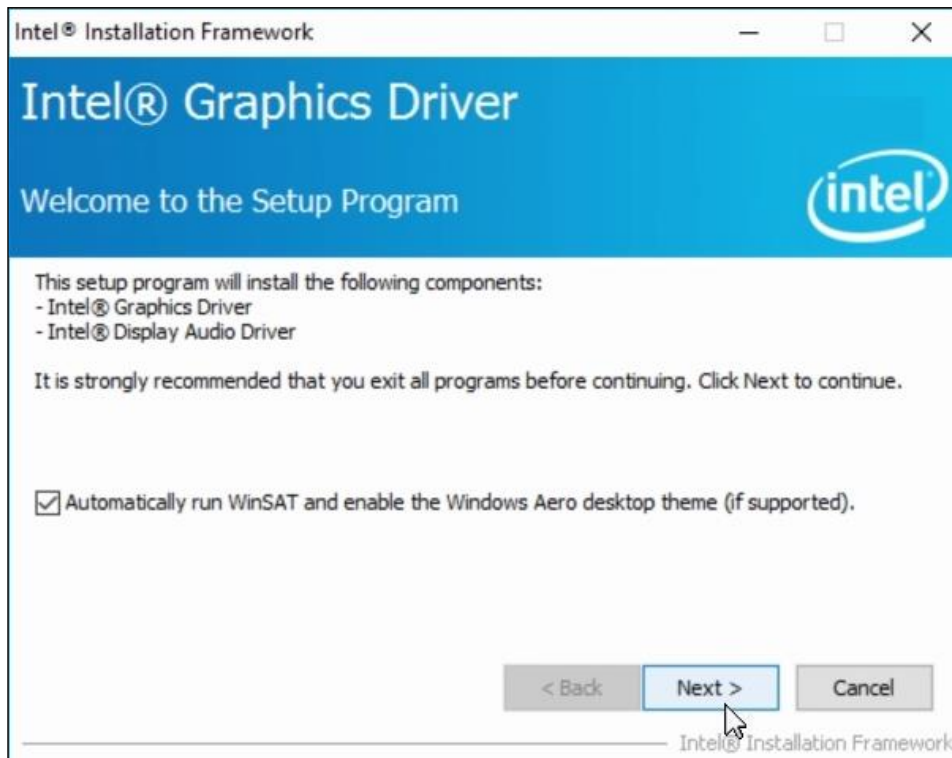 Intel® Installation Framework
Intel® Graphics Driver
Welcome to the Setup Program
intel
This setup program will install the following components:
- Intel® Graphics Driver
- Intel® Display Audio Driver
It is strongly recommended that you exit all programs before continuing. Click Next to continue.
Automatically run WinSAT and enable the Windows Aero desktop theme (if supported).
< Back
Next >
Cancel
Intel® Installation Framework